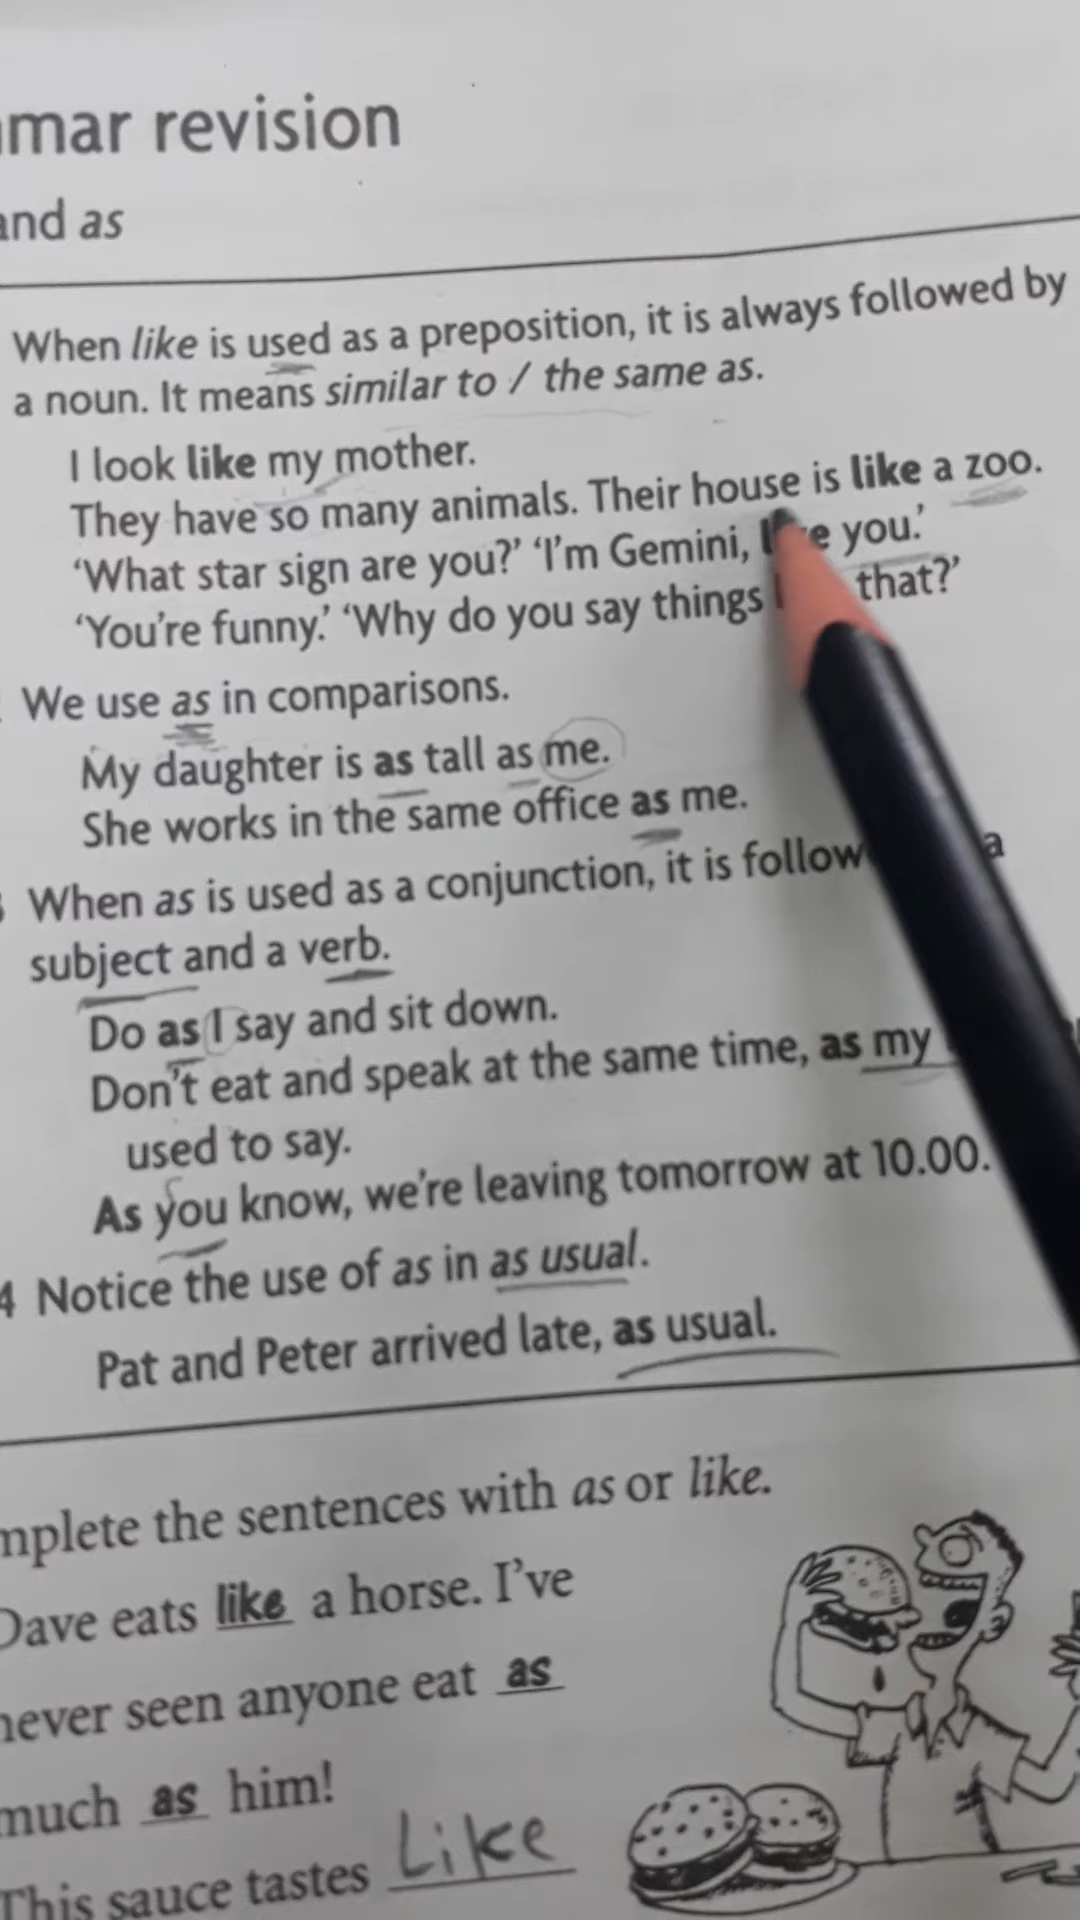 mar revision
and as
When like is used as a preposition, it is always followed by
a noun. It means similar to / the same as.
I look like my mother.
They have so many animals. Their house is like a zoo.
‘What star sign are you?’ ‘I’m Gemini, you.’
‘You’re funny.’ ‘Why do you say things that?’
We use as in comparisons.
My daughter is as tall as me.
She works in the same office as me.
When as is used as a conjunction, it is follow a
subject and a verb.
Do as I say and sit down.
Don’t eat and speak at the same time, as my
used to say.
As you know, we’re leaving tomorrow at 10.00.
4 Notice the use of as in as usual.
Pat and Peter arrived late, as usual.
mplete the sentences with as or like.
Dave eats like a horse. I’ve
never seen anyone eat as
much as him!
This sauce tastes Like